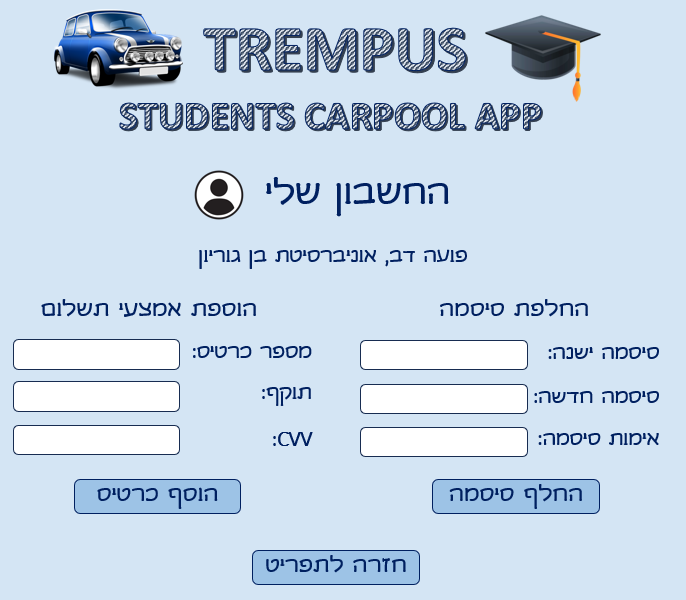 TREMPUS
STUDENTS CARPOOL APP
החשבון שלי
פועה דב, אוניברסיטת בן גוריון
החלפת סיסמה
סיסמה ישנה:
סיסמה חדשה:
אימות סיסמה:
החלף סיסמה
הוספת אמצעי תשלום
מספר כרטיס:
תוקף:
CVV:
הוסף כרטיס
חזרה לתפריט